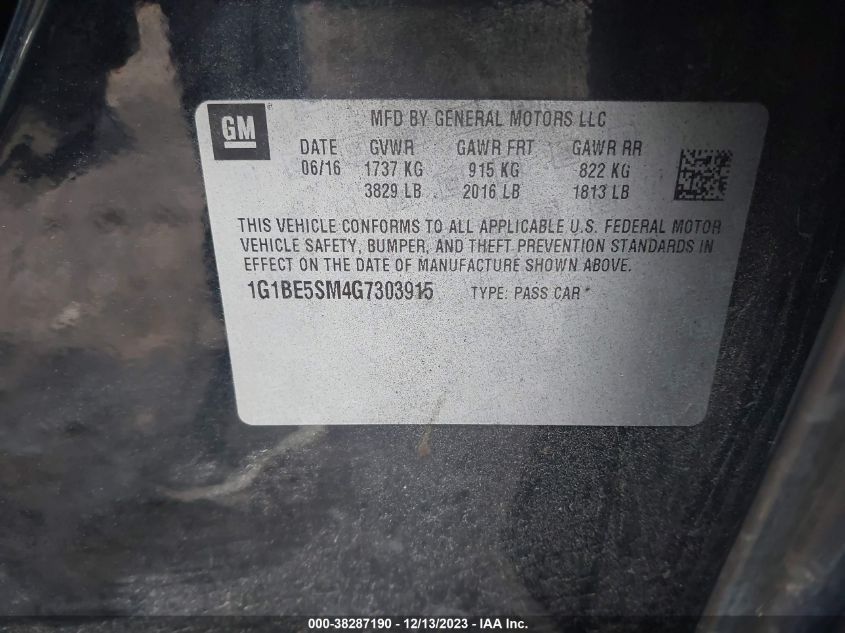 GM ® MFD BY GENERAL MOTORS LLC
DATE GVWR GAWR FRT GAWR RR
06/16 1737 KG 915 KG 822 KG
3829 LB 2016 LB 1813 LB
THIS VEHICLE CONFORMS TO ALL APPLICABLE U.S. FEDERAL MOTOR
VEHICLE SAFETY, BUMPER, AND THEFT PREVENTION STANDARDS IN
EFFECT ON THE DATE OF MANUFACTURE SHOWN ABOVE.
1G1BE5SM4G7303915 TYPE: PASS CAR*
000-38287190 - 12/13/2023 - IAA Inc.